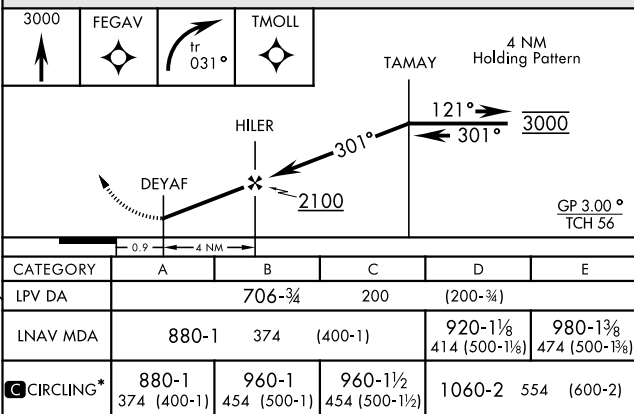 3000 FEGAV tr 031° TMOLL
4 NM
Holding Pattern
TAMAY
121°
301°
3000
HILER
301°
DEYAF
2100
GP 3.00°
TCH 56
0.9 4 NM
CATEGORY A B C D E
LPV DA 706-¾ 200 (200-¾)
LNAV MDA 880-1 374 (400-1) 920-1⅛ 414 (500-1⅛) 980-1⅜ 474 (500-1⅜)
C CIRCLING* 880-1 374 (400-1) 960-1 454 (500-1) 960-1½ 454 (500-1½) 1060-2 554 (600-2)